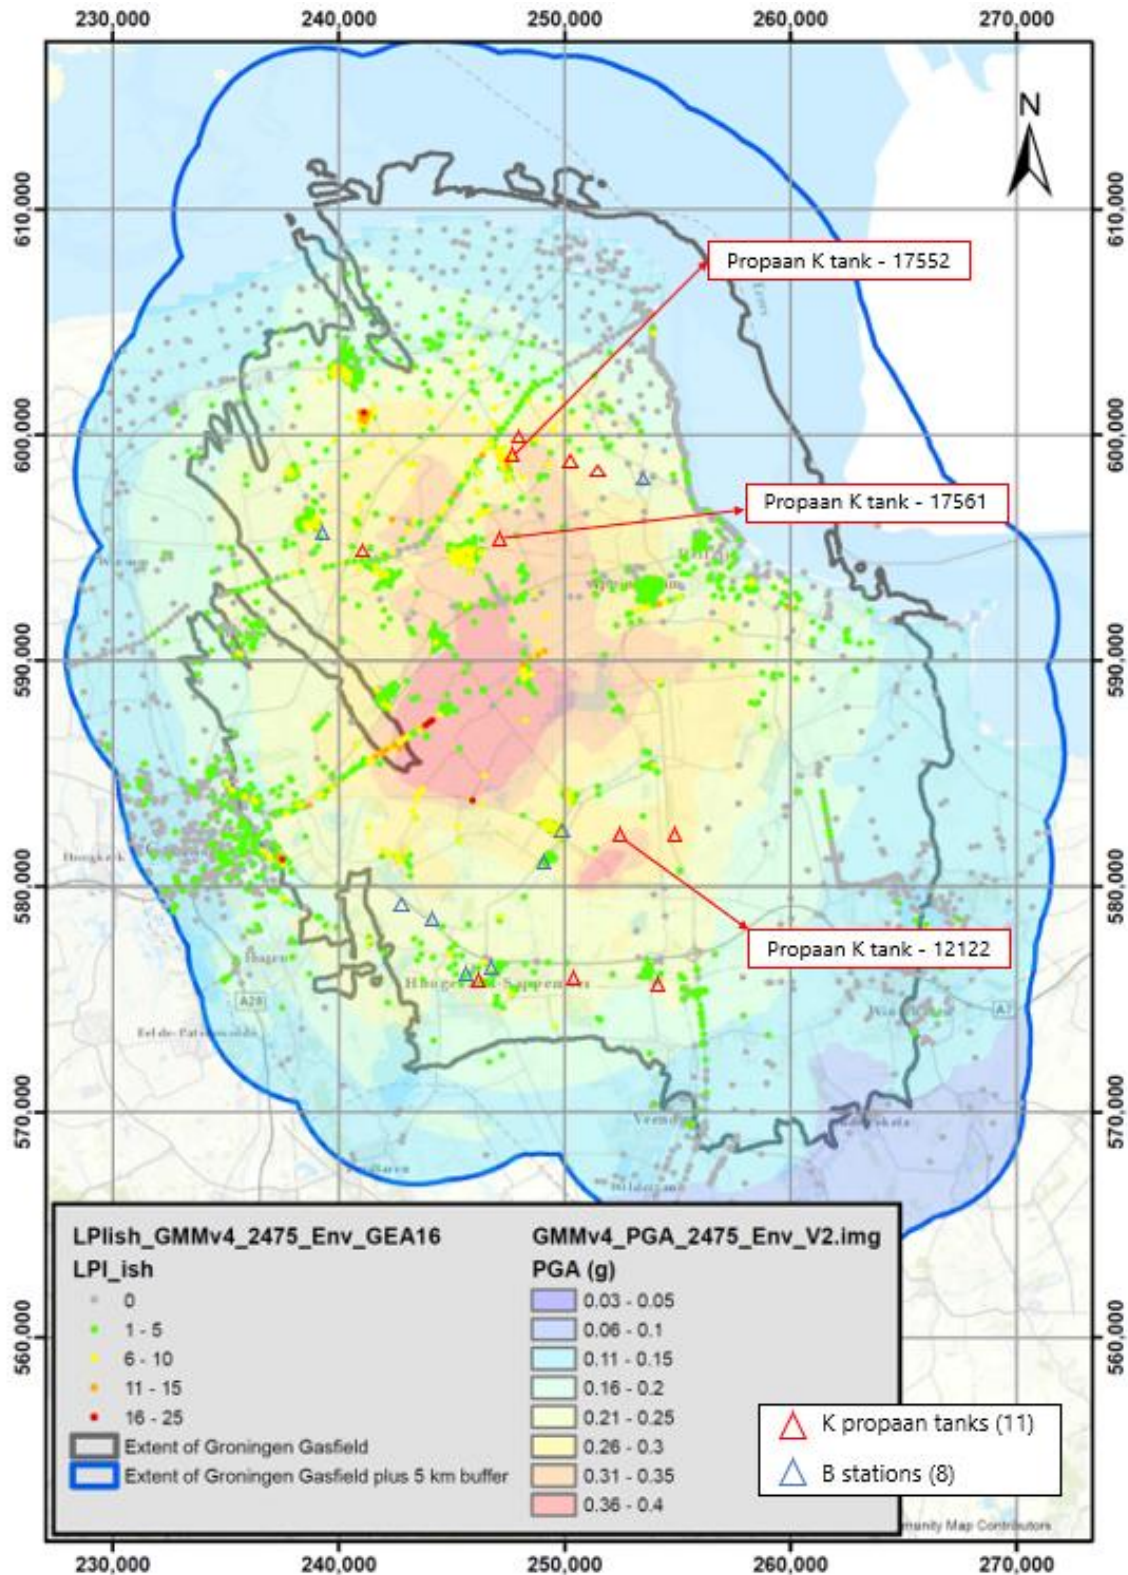 230,000 240,000 250,000 260,000 270,000
N
610,000 610,000
Propaan K tank - 17552
600,000 600,000
Propaan K tank - 17561
590,000 590,000
580,000 580,000
Propaan K tank - 12122
A28
A7
570,000 570,000
LPIish_GMMv4_2475_Env_GEA16
LPI_ish
0
1 - 5
6 - 10
11 - 15
16 - 25
Extent of Groningen Gasfield
Extent of Groningen Gasfield plus 5 km buffer
GMMv4_PGA_2475_Env_V2.img
PGA (g)
0.03 - 0.05
0.06 - 0.1
0.11 - 0.15
0.16 - 0.2
0.21 - 0.25
0.26 - 0.3
0.31 - 0.35
0.36 - 0.4
560,000 560,000
K propaan tanks (11)
B stations (8)
munity Map Contributors
230,000 240,000 250,000 260,000 270,000